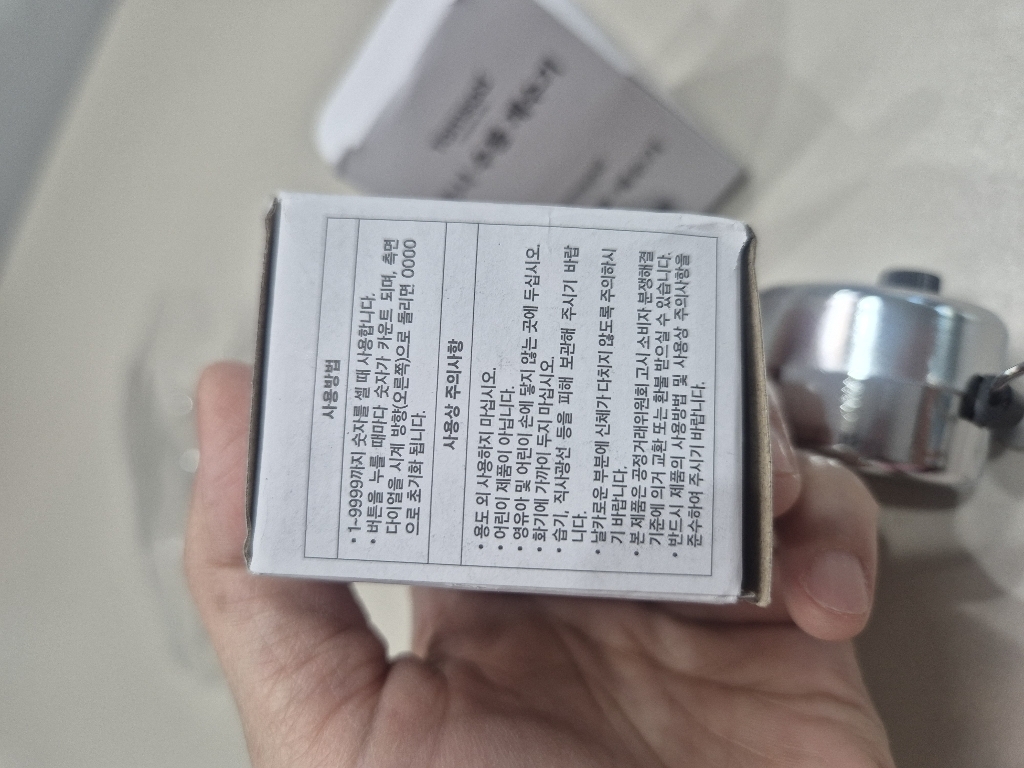 사용방법
• 1~9999까지 숫자를 셀 때 사용합니다.
• 버튼을 누를 때마다 숫자가 카운트 되며, 측면
다이얼을 시계 방향(오른쪽)으로 돌리면 0000
으로 초기화 됩니다.
사용상 주의사항
• 용도 외 사용하지 마십시오.
• 어린이 제품이 아닙니다.
• 영유아 및 어린이 손에 닿지 않는 곳에 두십시오.
• 화기에 가까이 두지 마십시오.
• 습기, 직사광선 등을 피해 보관해 주시기 바랍
니다.
• 날카로운 부분에 신체가 다치지 않도록 주의하시
기 바랍니다.
• 본 제품은 공정거래위원회 고시 소비자 분쟁해결
기준에 의거 교환 또는 환불 받으실 수 있습니다.
• 반드시 제품의 사용방법 및 사용상 주의사항을
준수하여 주시기 바랍니다.
수동 계수기